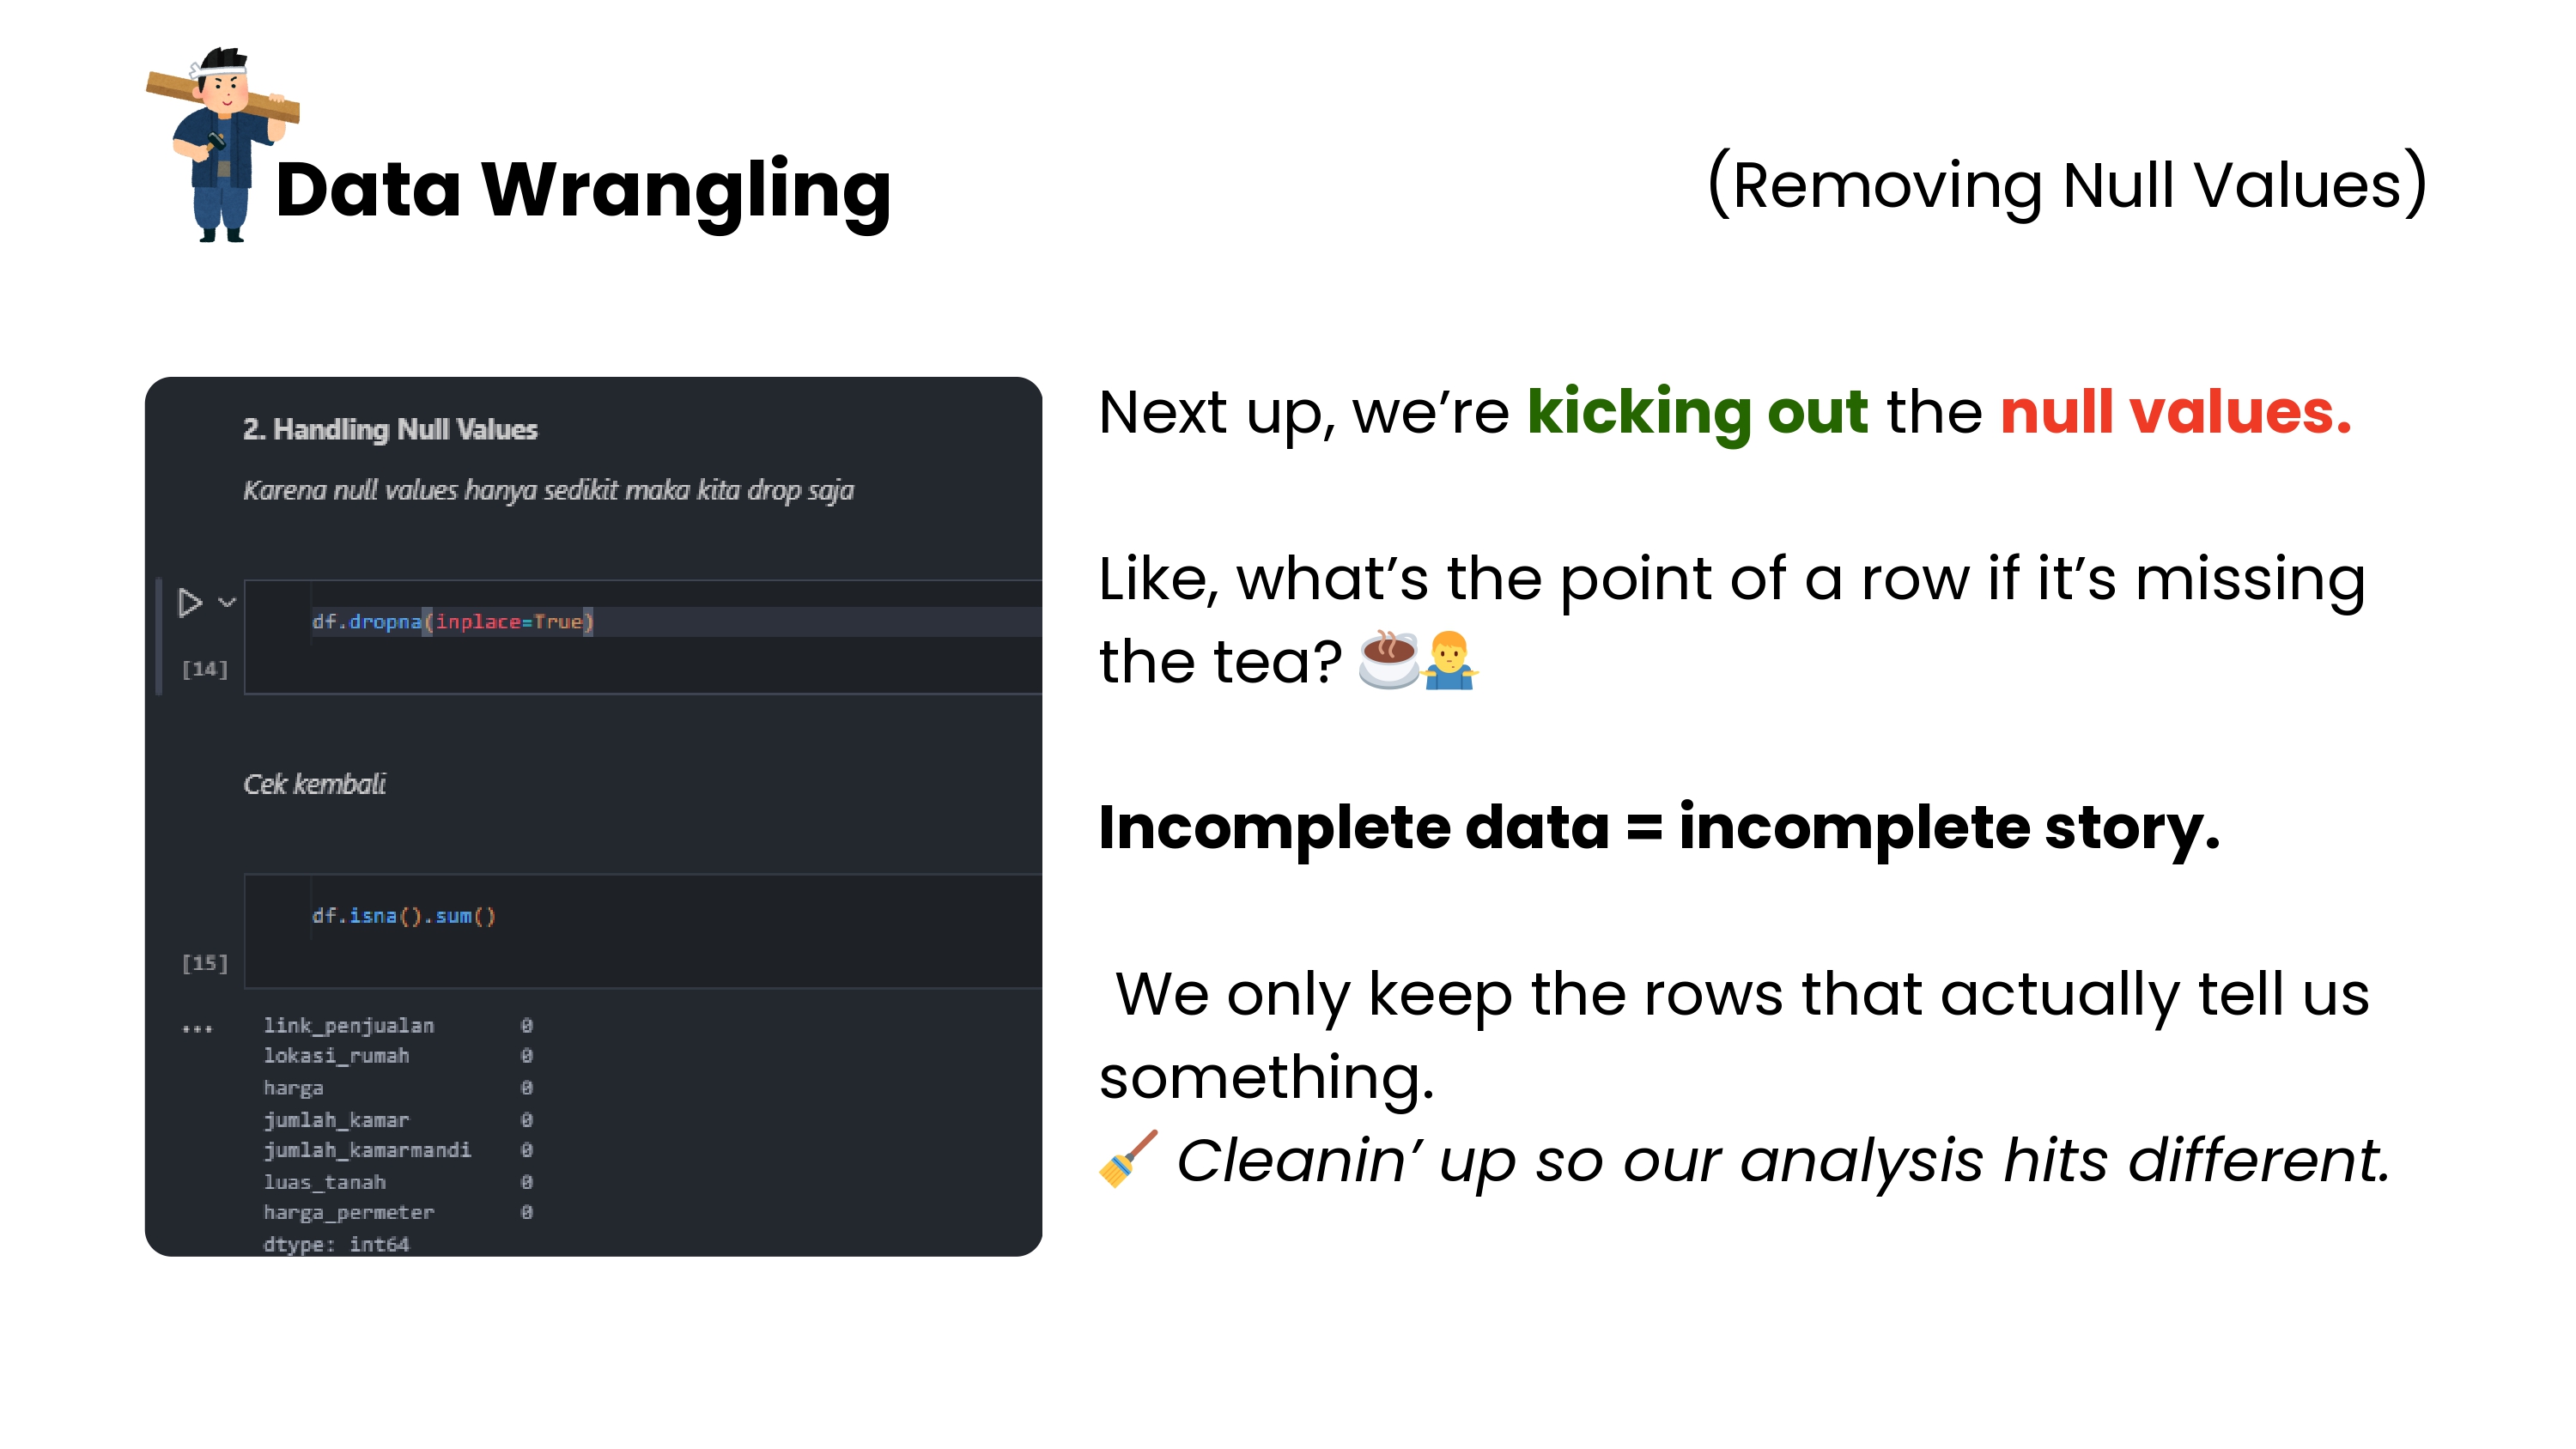 Data Wrangling
(Removing Null Values)
2. Handling Null Values
Karena null values hanya sedikit maka kita drop saja
df.dropna(inplace=True)
[14]
Cek kembali
df.isna().sum()
[15]
...
link_penjualan 0
lokasi_rumah 0
harga 0
jumlah_kamar 0
jumlah_kamarmandi 0
luas_tanah 0
harga_permeter 0
dtype: int64
Next up, we’re kicking out the null values.
Like, what’s the point of a row if it’s missing
the tea? ☕🤷‍♂️
Incomplete data = incomplete story.
We only keep the rows that actually tell us
something.
🧹 Cleanin’ up so our analysis hits different.